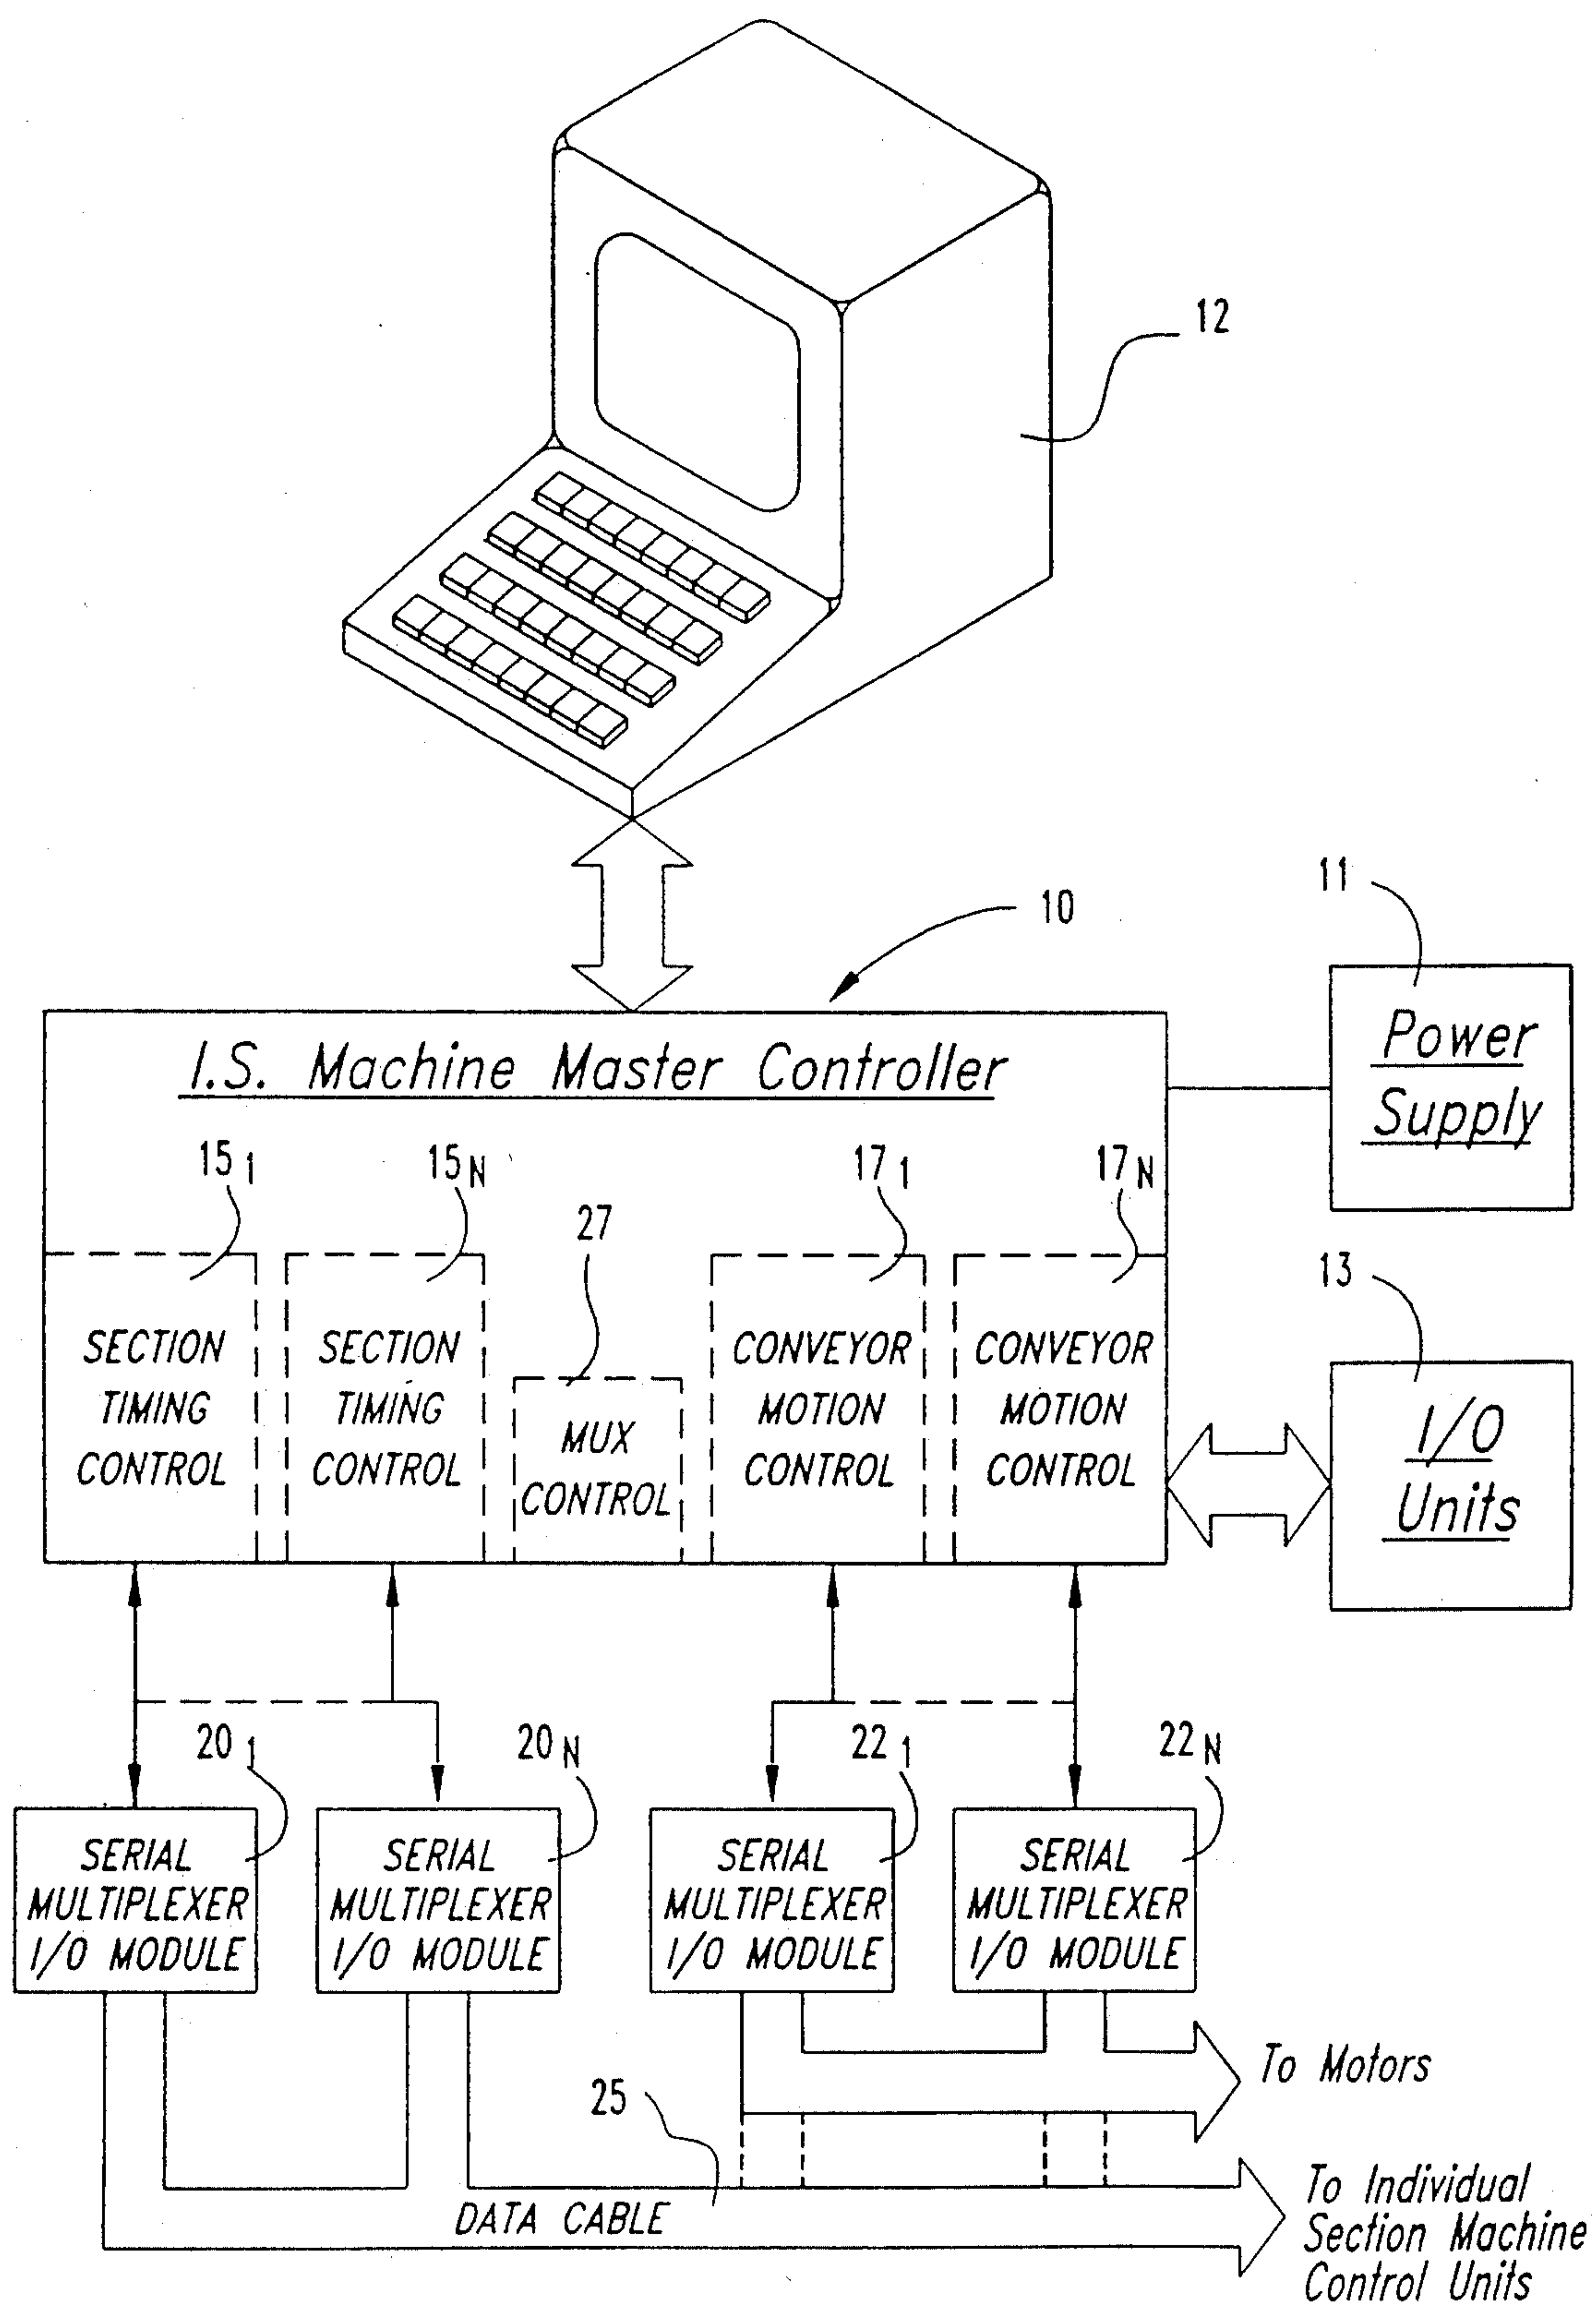 12
10
11
Power
Supply
I.S. Machine Master Controller
15 1
15 N
27
17 1
17 N
13
SECTION
TIMING
CONTROL
SECTION
TIMING
CONTROL
MUX
CONTROL
CONVEYOR
MOTION
CONTROL
CONVEYOR
MOTION
CONTROL
I/O
Units
20 1
20 N
22 1
22 N
SERIAL
MULTIPLEXER
I/O MODULE
SERIAL
MULTIPLEXER
I/O MODULE
SERIAL
MULTIPLEXER
I/O MODULE
SERIAL
MULTIPLEXER
I/O MODULE
To Motors
25
DATA CABLE
To Individual
Section Machine
Control Units